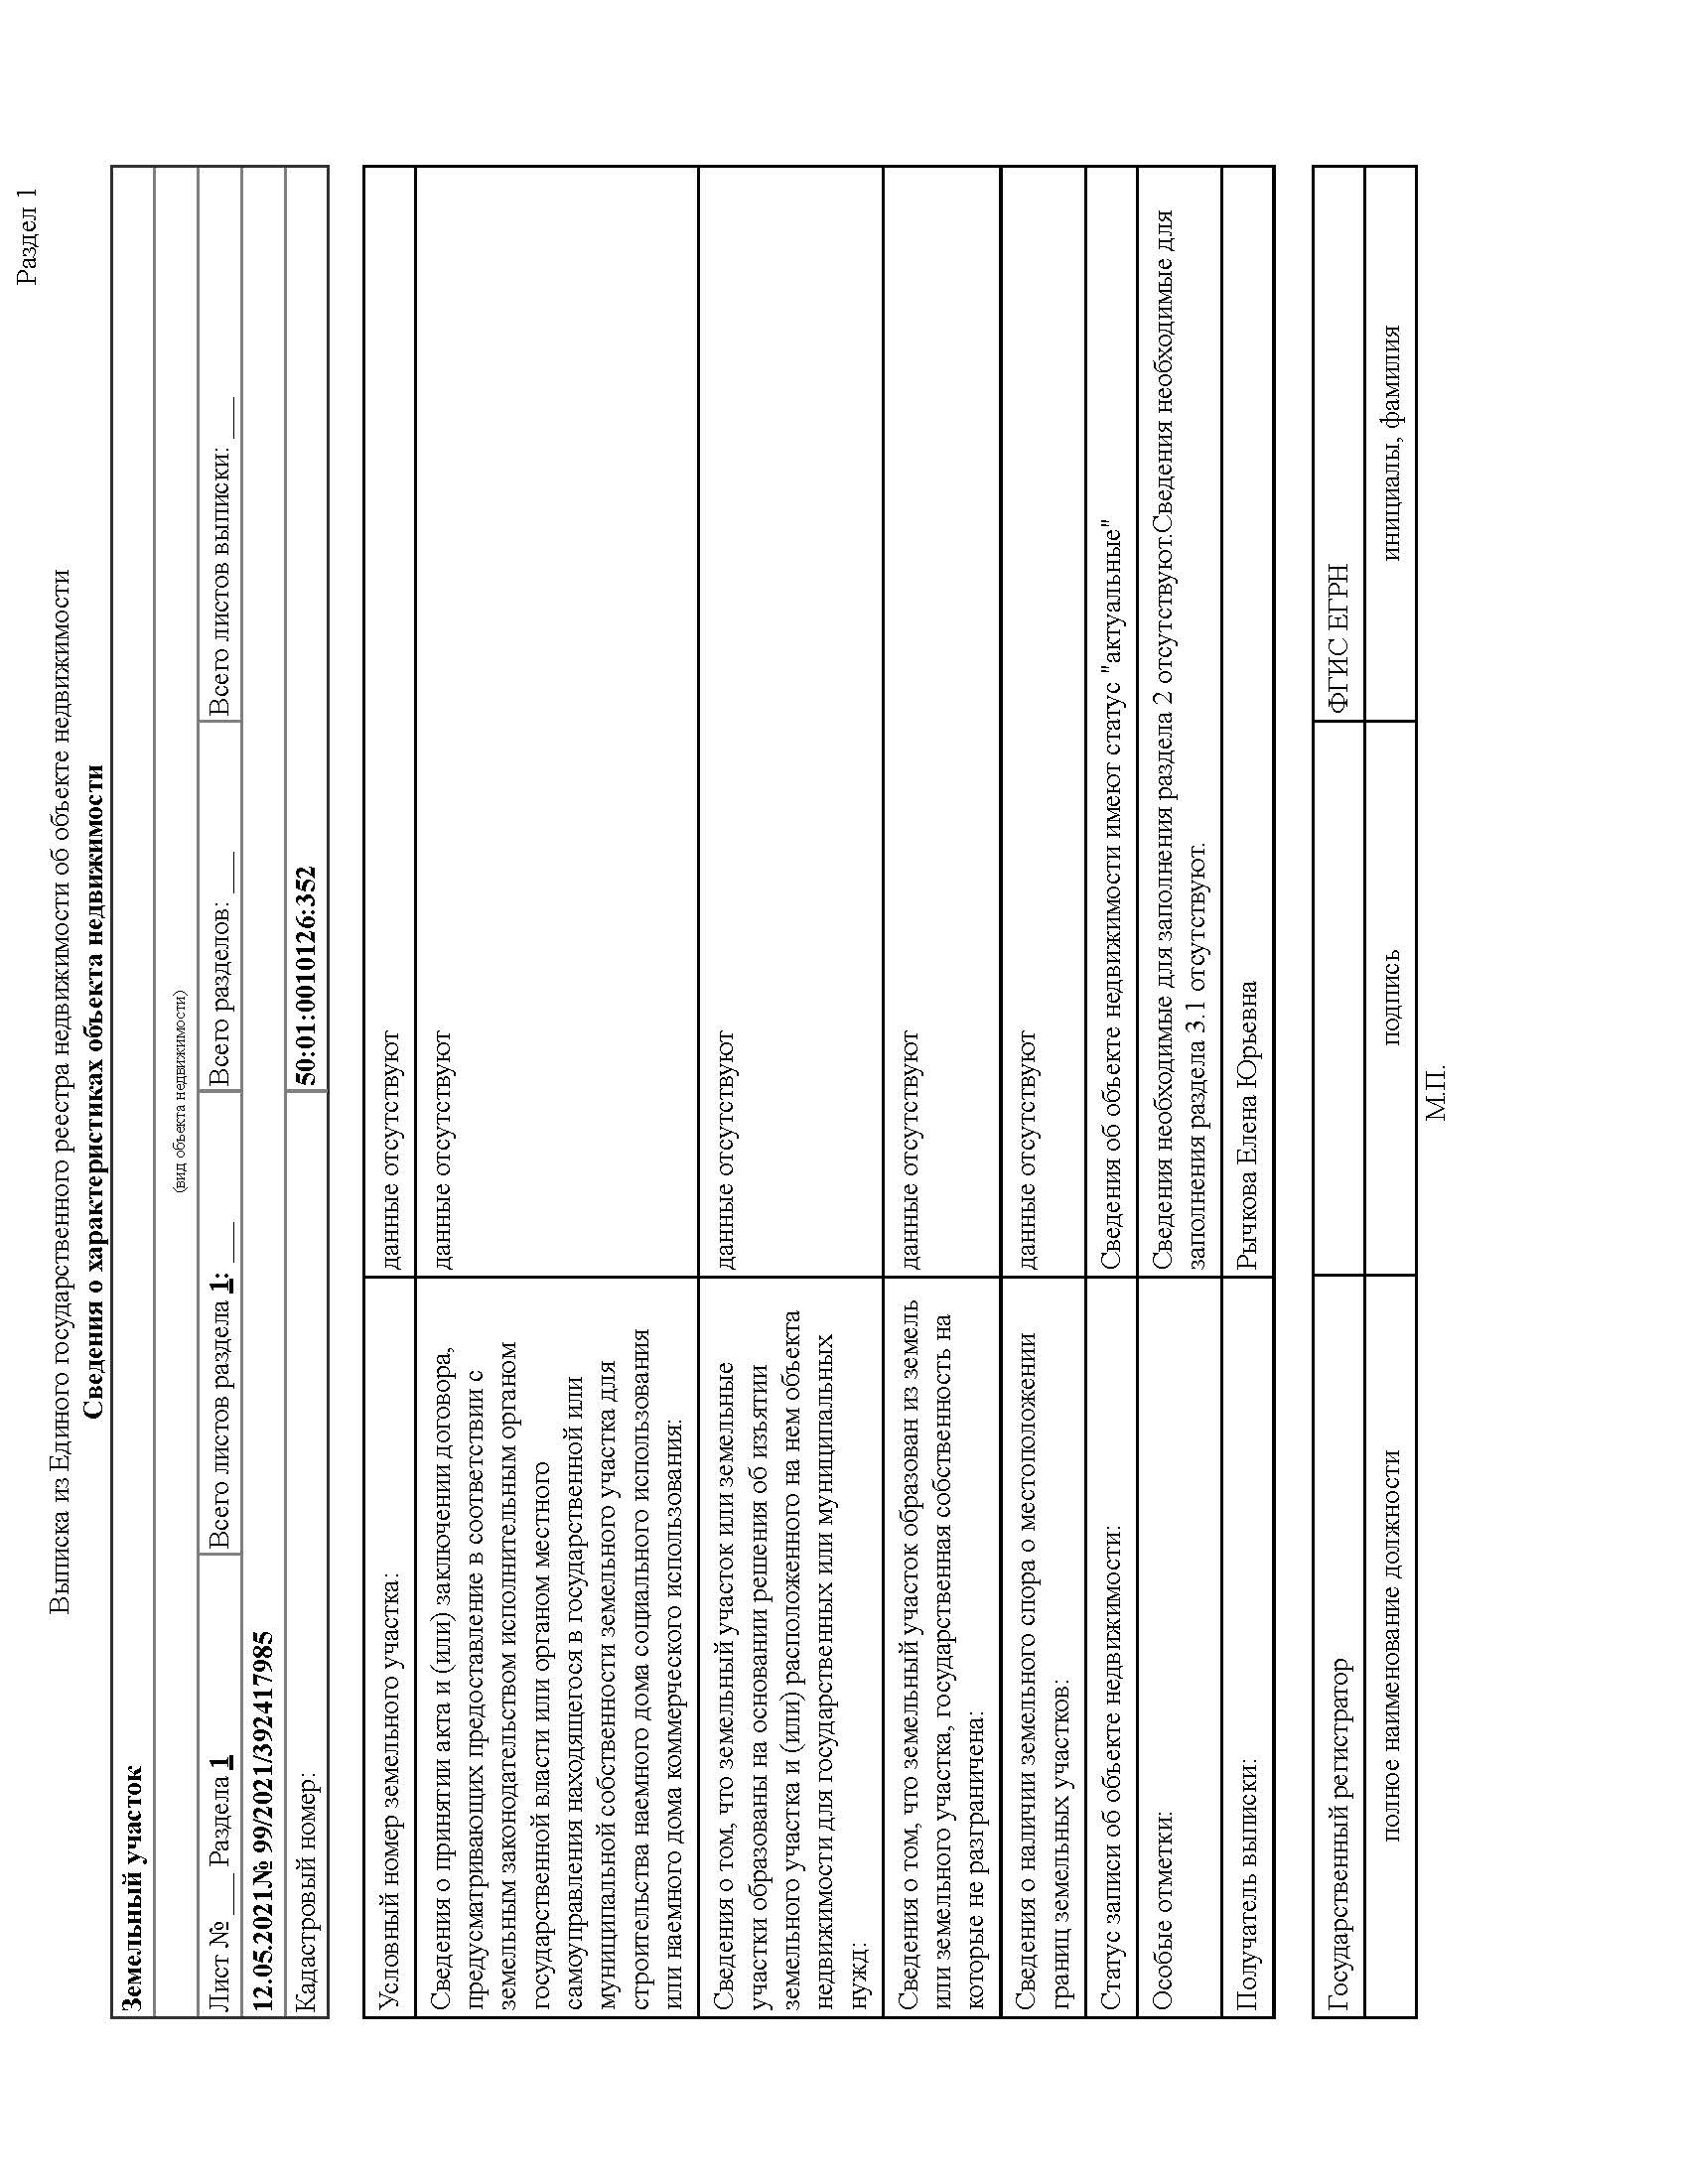 Раздел 1
Выписка из Единого государственного реестра недвижимости об объекте недвижимости
Сведения о характеристиках объекта недвижимости
Земельный участок
(вид объекта недвижимости)
Лист № ___ Раздела 1 Всего листов раздела 1: ___ Всего разделов: ___ Всего листов выписки: ___
12.05.2021№ 99/2021/392417985
Кадастровый номер: 50:01:0010126:352
Условный номер земельного участка: данные отсутствуют
Сведения о принятии акта и (или) заключении договора, данные отсутствуют
предусматривающих предоставление в соответствии с
земельным законодательством исполнительным органом
государственной власти или органом местного
самоуправления находящегося в государственной или
муниципальной собственности земельного участка для
строительства наемного дома социального использования
или наемного дома коммерческого использования:
Сведения о том, что земельный участок или земельные данные отсутствуют
участки образованы на основании решения об изъятии
земельного участка и (или) расположенного на нем объекта
недвижимости для государственных или муниципальных
нужд:
Сведения о том, что земельный участок образован из земель данные отсутствуют
или земельного участка, государственная собственность на
которые не разграничена:
Сведения о наличии земельного спора о местоположении данные отсутствуют
границ земельных участков:
Статус записи об объекте недвижимости: Сведения об объекте недвижимости имеют статус "актуальные"
Особые отметки: Сведения необходимые для заполнения раздела 2 отсутствуют.Сведения необходимые для
заполнения раздела 3.1 отсутствуют.
Получатель выписки: Рычкова Елена Юрьевна
Государственный регистратор ФГИС ЕГРН
полное наименование должности подпись инициалы, фамилия
М.П.